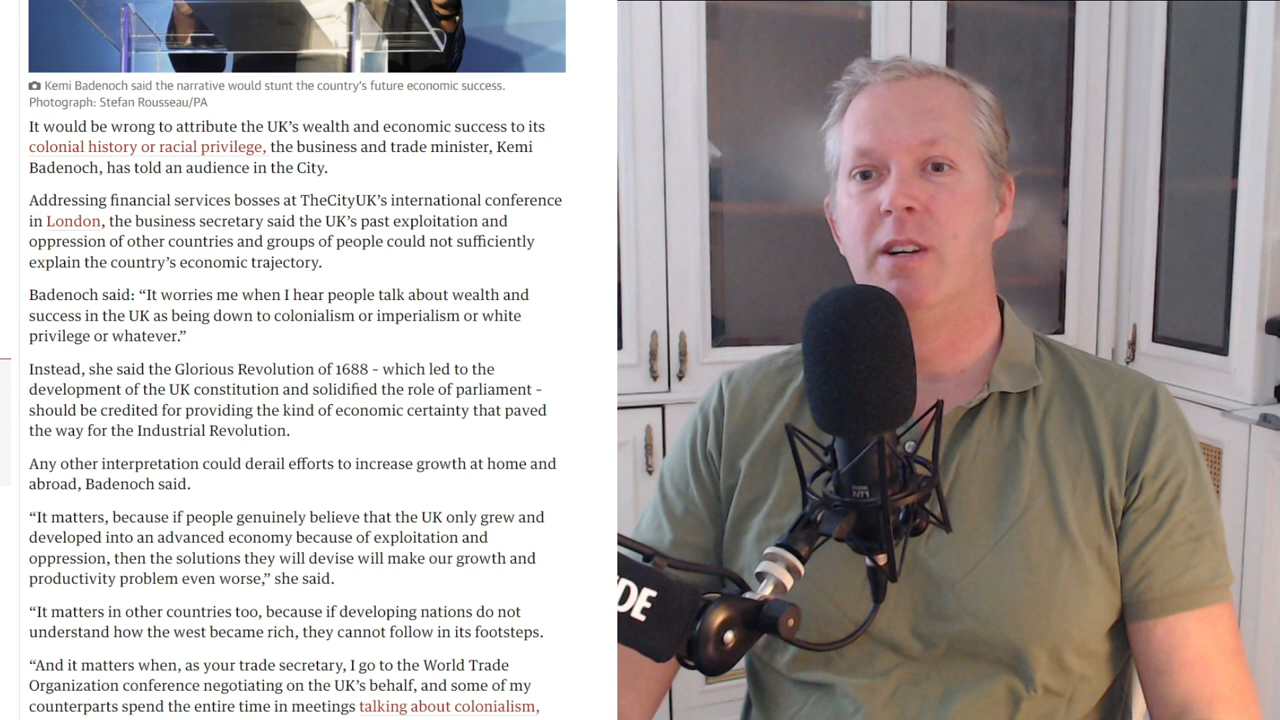 Kemi Badenoch said the narrative would stunt the country's future economic success.
Photograph: Stefan Rousseau/PA
It would be wrong to attribute the UK's wealth and economic success to its
colonial history or racial privilege, the business and trade minister, Kemi
Badenoch, has told an audience in the City.
Addressing financial services bosses at TheCityUK's international conference
in London, the business secretary said the UK's past exploitation and
oppression of other countries and groups of people could not sufficiently
explain the country's economic trajectory.
Badenoch said: “It worries me when I hear people talk about wealth and
success in the UK as being down to colonialism or imperialism or white
privilege or whatever.”
Instead, she said the Glorious Revolution of 1688 – which led to the
development of the UK constitution and solidified the role of parliament –
should be credited for providing the kind of economic certainty that paved
the way for the Industrial Revolution.
Any other interpretation could derail efforts to increase growth at home and
abroad, Badenoch said.
“It matters, because if people genuinely believe that the UK only grew and
developed into an advanced economy because of exploitation and
oppression, then the solutions they will devise will make our growth and
productivity problem even worse,” she said.
“It matters in other countries too, because if developing nations do not
understand how the west became rich, they cannot follow in its footsteps.
“And it matters when, as your trade secretary, I go to the World Trade
Organization conference negotiating on the UK's behalf, and some of my
counterparts spend the entire time in meetings talking about colonialism,
NT1
DE